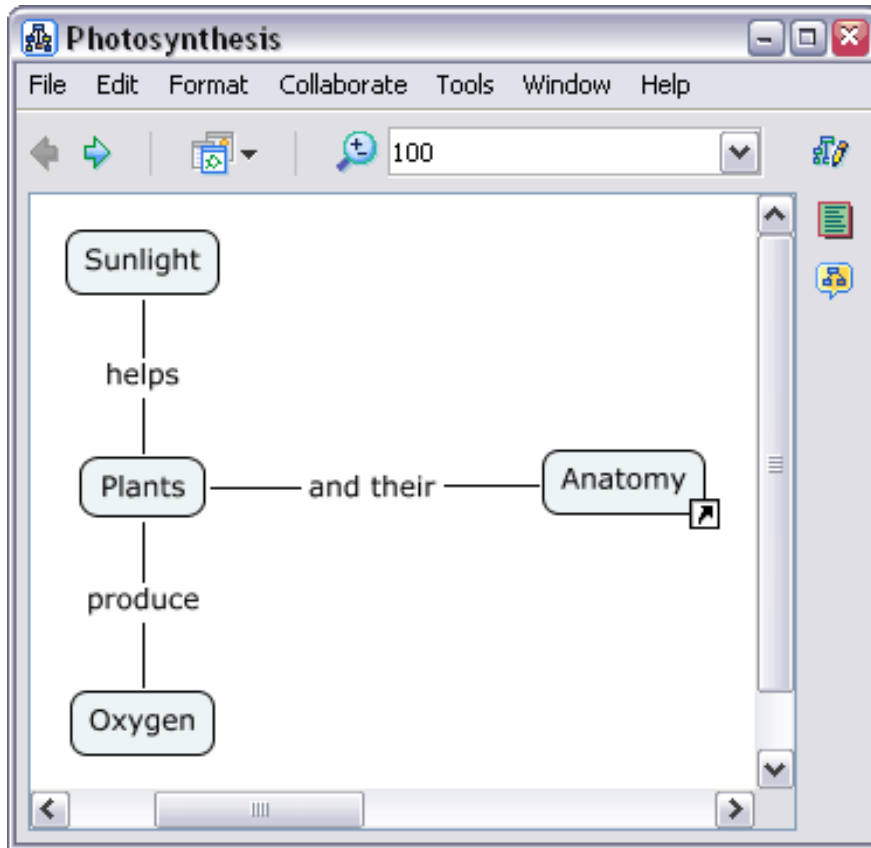 Photosynthesis
File Edit Format Collaborate Tools Window Help
100
Sunlight
helps
Plants and their Anatomy
produce
Oxygen